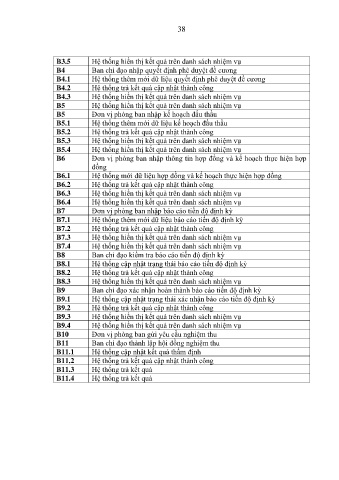 38
B3.5 Hệ thống hiển thị kết quả trên danh sách nhiệm vụ
B4 Ban chỉ đạo nhập quyết định phê duyệt đề cương
B4.1 Hệ thống thêm mới dữ liệu quyết định phê duyệt đề cương
B4.2 Hệ thống trả kết quả cập nhật thành công
B4.3 Hệ thống hiển thị kết quả trên danh sách nhiệm vụ
B5 Hệ thống hiển thị kết quả trên danh sách nhiệm vụ
B5 Đơn vị phòng ban nhập kế hoạch đấu thầu
B5.1 Hệ thống thêm mới dữ liệu kế hoạch đấu thầu
B5.2 Hệ thống trả kết quả cập nhật thành công
B5.3 Hệ thống hiển thị kết quả trên danh sách nhiệm vụ
B5.4 Hệ thống hiển thị kết quả trên danh sách nhiệm vụ
B6 Đơn vị phòng ban nhập thông tin hợp đồng và kế hoạch thực hiện hợp
đồng
B6.1 Hệ thống mới dữ liệu hợp đồng và kế hoạch thực hiện hợp đồng
B6.2 Hệ thống trả kết quả cập nhật thành công
B6.3 Hệ thống hiển thị kết quả trên danh sách nhiệm vụ
B6.4 Hệ thống hiển thị kết quả trên danh sách nhiệm vụ
B7 Đơn vị phòng ban nhập báo cáo tiến độ định kỳ
B7.1 Hệ thống thêm mới dữ liệu báo cáo tiến độ định kỳ
B7.2 Hệ thống trả kết quả cập nhật thành công
B7.3 Hệ thống hiển thị kết quả trên danh sách nhiệm vụ
B7.4 Hệ thống hiển thị kết quả trên danh sách nhiệm vụ
B8 Ban chỉ đạo kiểm tra báo cáo tiến độ định kỳ
B8.1 Hệ thống cập nhật trạng thái báo cáo tiến độ định kỳ
B8.2 Hệ thống trả kết quả cập nhật thành công
B8.3 Hệ thống hiển thị kết quả trên danh sách nhiệm vụ
B9 Ban chỉ đạo xác nhận hoàn thành báo cáo tiến độ định kỳ
B9.1 Hệ thống cập nhật trạng thái xác nhận báo cáo tiến độ định kỳ
B9.2 Hệ thống trả kết quả cập nhật thành công
B9.3 Hệ thống hiển thị kết quả trên danh sách nhiệm vụ
B9.4 Hệ thống hiển thị kết quả trên danh sách nhiệm vụ
B10 Đơn vị phòng ban gửi yêu cầu nghiệm thu
B11 Ban chỉ đạo thành lập hội đồng nghiệm thu
B11.1 Hệ thống cập nhật kết quả thẩm định
B11.2 Hệ thống trả kết quả cập nhật thành công
B11.3 Hệ thống trả kết quả
B11.4 Hệ thống trả kết quả